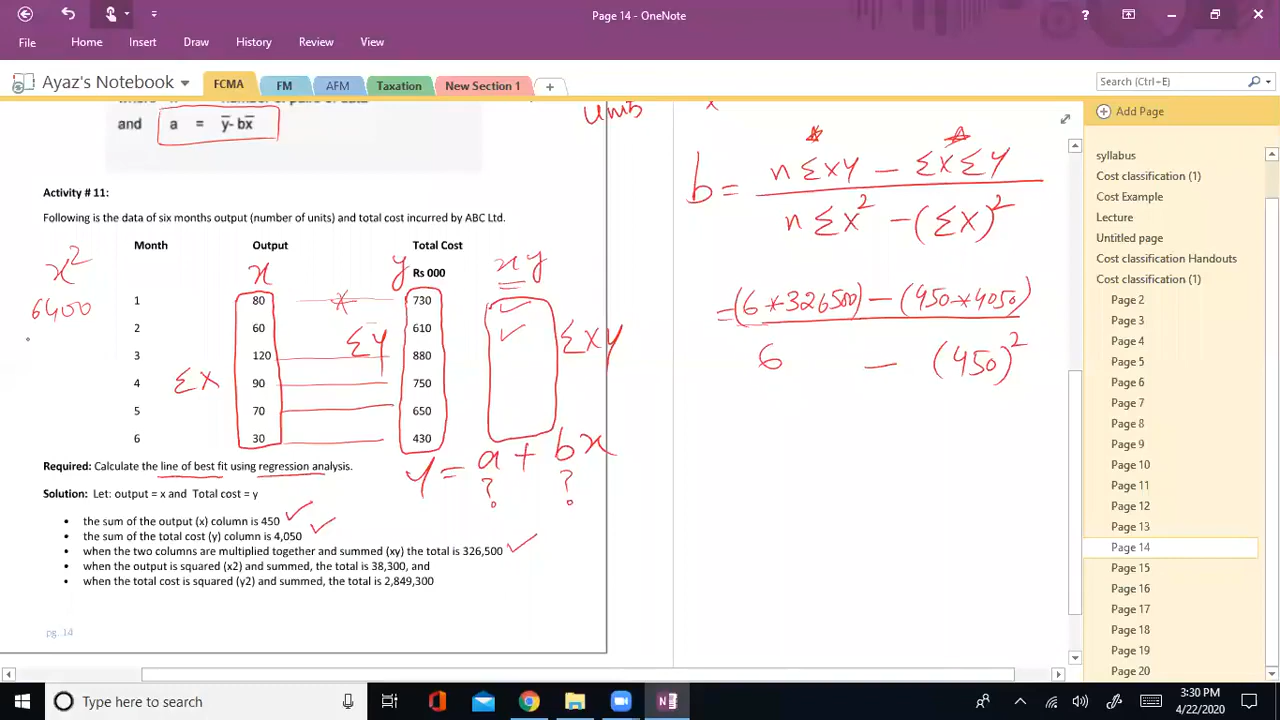 Page 14 - OneNote
File Home Insert Draw History Review View
Ayaz's Notebook FCMA FM AFM Taxation New Section 1
Search (Ctrl+E)
and a = y̅- bx̅
units
Activity # 11:
Following is the data of six months output (number of units) and total cost incurred by ABC Ltd.
Month Output Total Cost
x² x y Rs 000 xy
6400 1 80 730
2 60 610
Σy Σxy
3 120 880
Σx 4 90 750
5 70 650
6 30 430
Required: Calculate the line of best fit using regression analysis.
y = a + bx
? ?
Solution: Let: output = x and Total cost = y
• the sum of the output (x) column is 450
• the sum of the total cost (y) column is 4,050
• when the two columns are multiplied together and summed (xy) the total is 326,500
• when the output is squared (x2) and summed, the total is 38,300, and
• when the total cost is squared (y2) and summed, the total is 2,849,300
pg. 14
b = n Σxy - Σx Σy
n Σx² - (Σx)²
= (6 * 326500) - (450 * 4050)
6 - (450)²
Add Page
syllabus
Cost classification (1)
Cost Example
Lecture
Untitled page
Cost classification Handouts
Cost classification (1)
Page 2
Page 3
Page 4
Page 5
Page 6
Page 7
Page 8
Page 9
Page 10
Page 11
Page 12
Page 13
Page 14
Page 15
Page 16
Page 17
Page 18
Page 19
Page 20
Type here to search
3:30 PM
4/22/2020